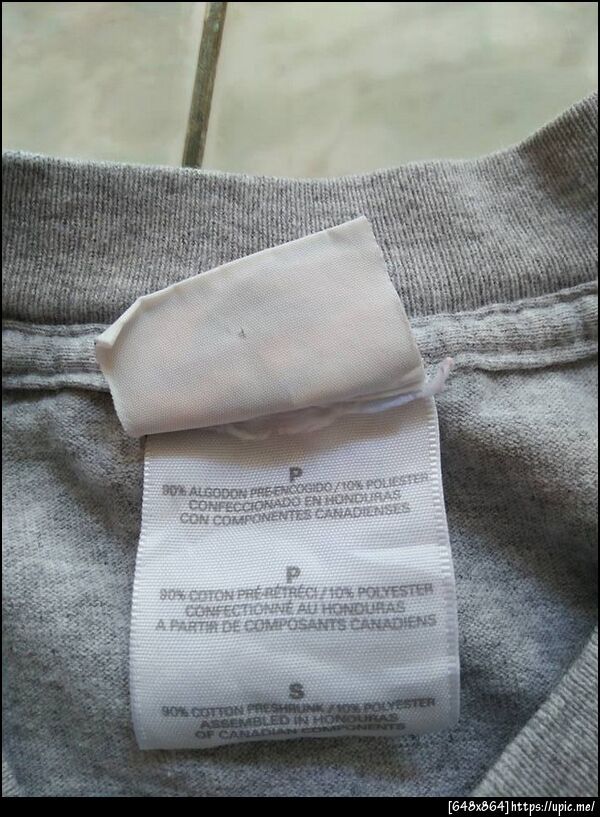 P
90% ALGODON PRE-ENCOGIDO / 10% POLIESTER
CONFECCIONADO EN HONDURAS
CON COMPONENTES CANADIENSES
P
90% COTON PRÉ-RÉTRÉCI / 10% POLYESTER
CONFECTIONNÉ AU HONDURAS
A PARTIR DE COMPOSANTS CANADIENS
S
90% COTTON PRESHRUNK / 10% POLYESTER
ASSEMBLED IN HONDURAS
OF CANADIAN COMPONENTS
[648x864]https://upic.me/